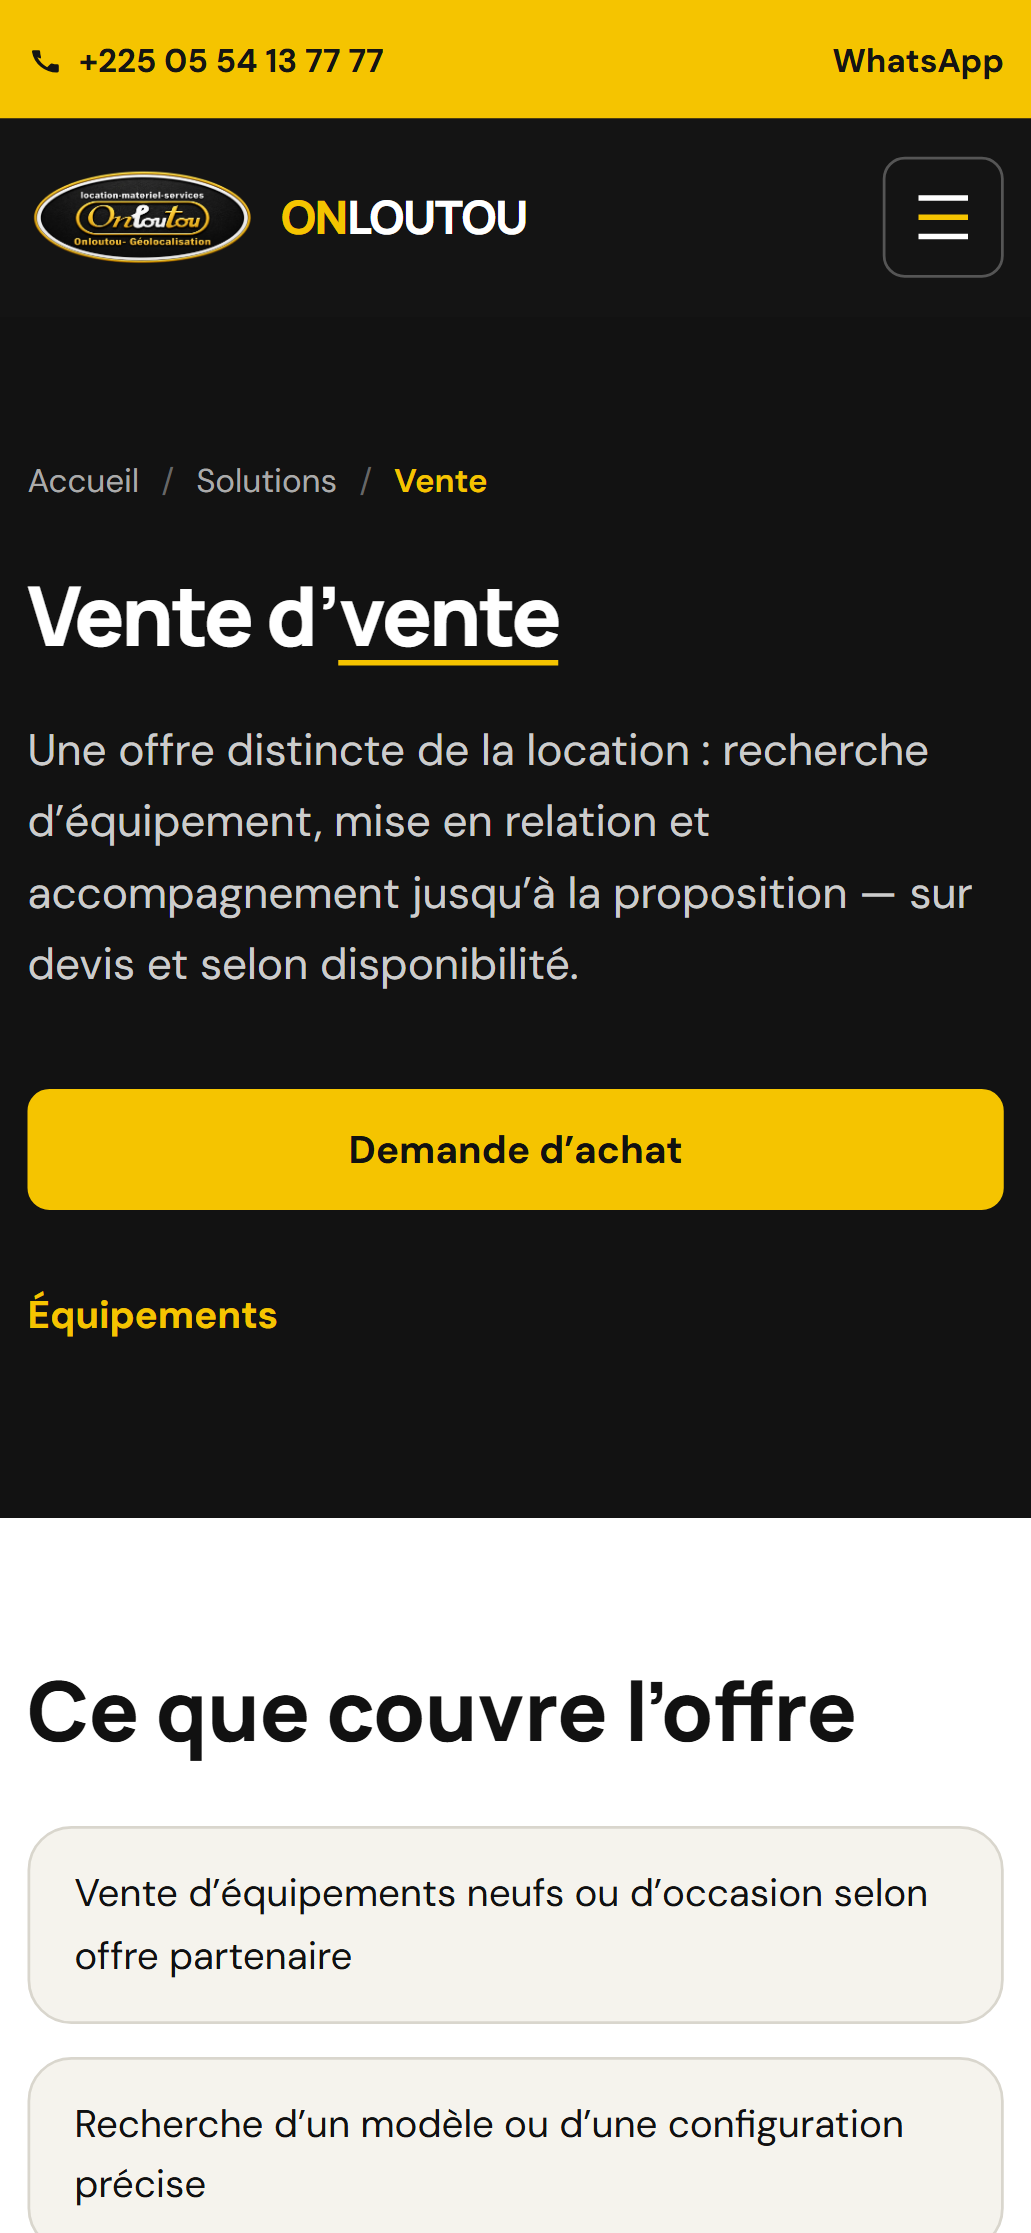 +225 05 54 13 77 77
WhatsApp
location-materiel-services
Onloutou
Onloutou- Géolocalisation
ONLOUTOU
Accueil / Solutions / Vente
Vente d’vente
Une offre distincte de la location : recherche
d’équipement, mise en relation et
accompagnement jusqu’à la proposition — sur
devis et selon disponibilité.
Demande d’achat
Équipements
Ce que couvre l’offre
Vente d’équipements neufs ou d’occasion selon
offre partenaire
Recherche d’un modèle ou d’une configuration
précise